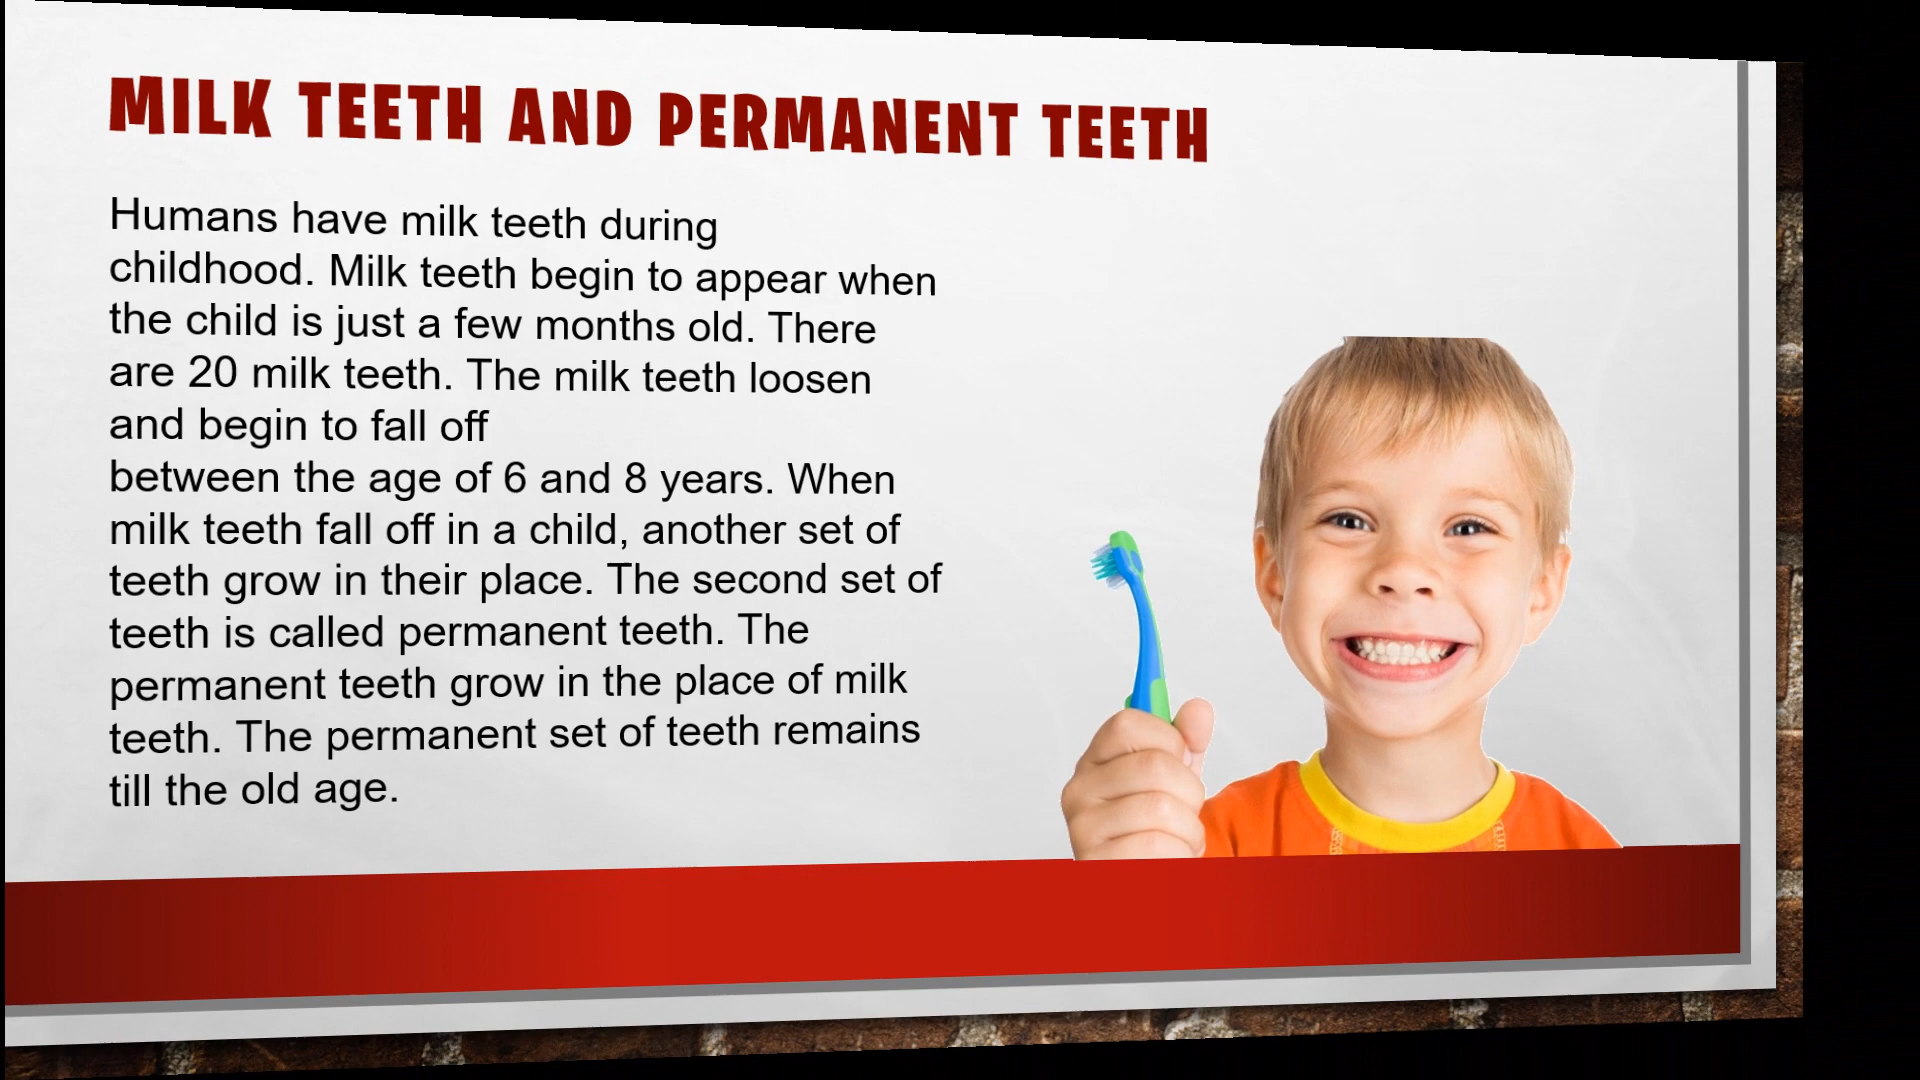 MILK TEETH AND PERMANENT TEETH
Humans have milk teeth during
childhood. Milk teeth begin to appear when
the child is just a few months old. There
are 20 milk teeth. The milk teeth loosen
and begin to fall off
between the age of 6 and 8 years. When
milk teeth fall off in a child, another set of
teeth grow in their place. The second set of
teeth is called permanent teeth. The
permanent teeth grow in the place of milk
teeth. The permanent set of teeth remains
till the old age.